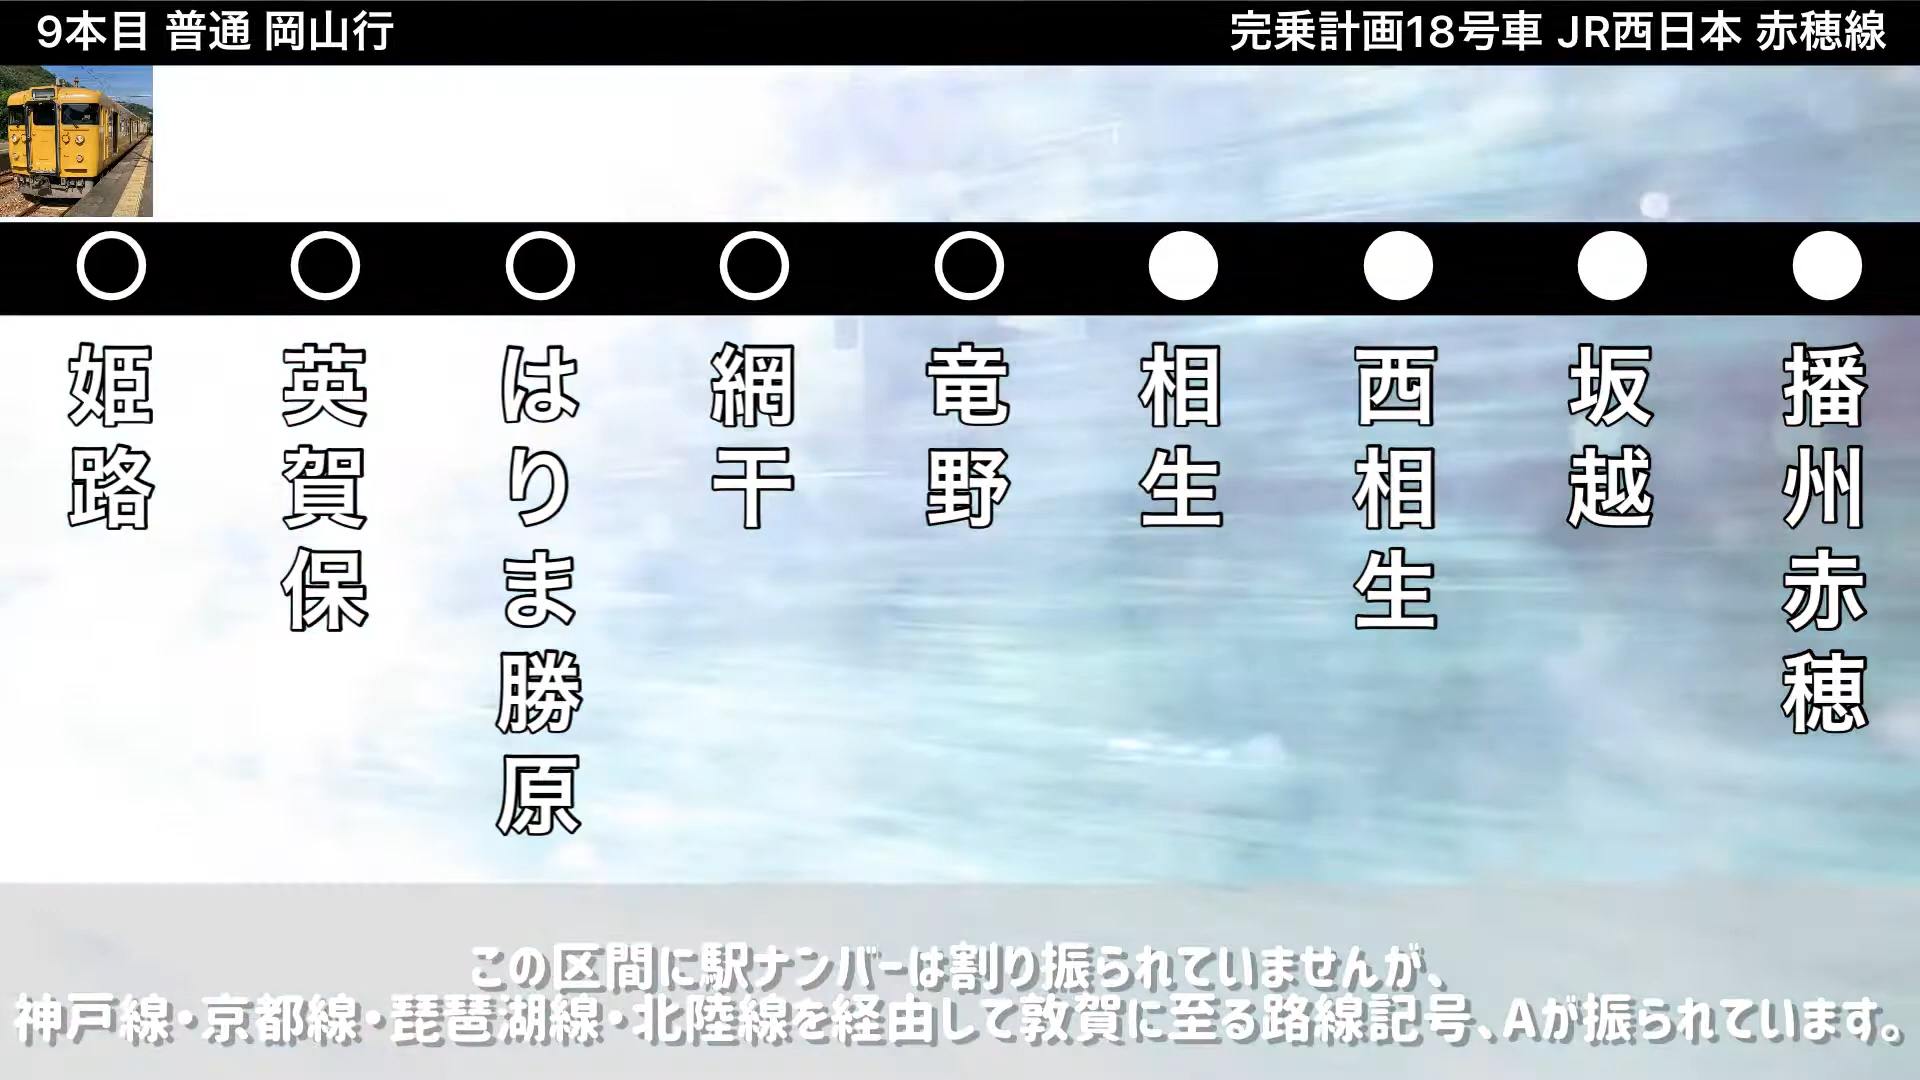 9本目 普通 岡山行
完乗計画18号車 JR西日本 赤穂線
姫路
英賀保
はりま勝原
網干
竜野
相生
西相生
坂越
播州赤穂
この区間に駅ナンバーは割り振られていませんが、
神戸線・京都線・琵琶湖線・北陸線を経由して敦賀に至る路線記号、Aが振られています。